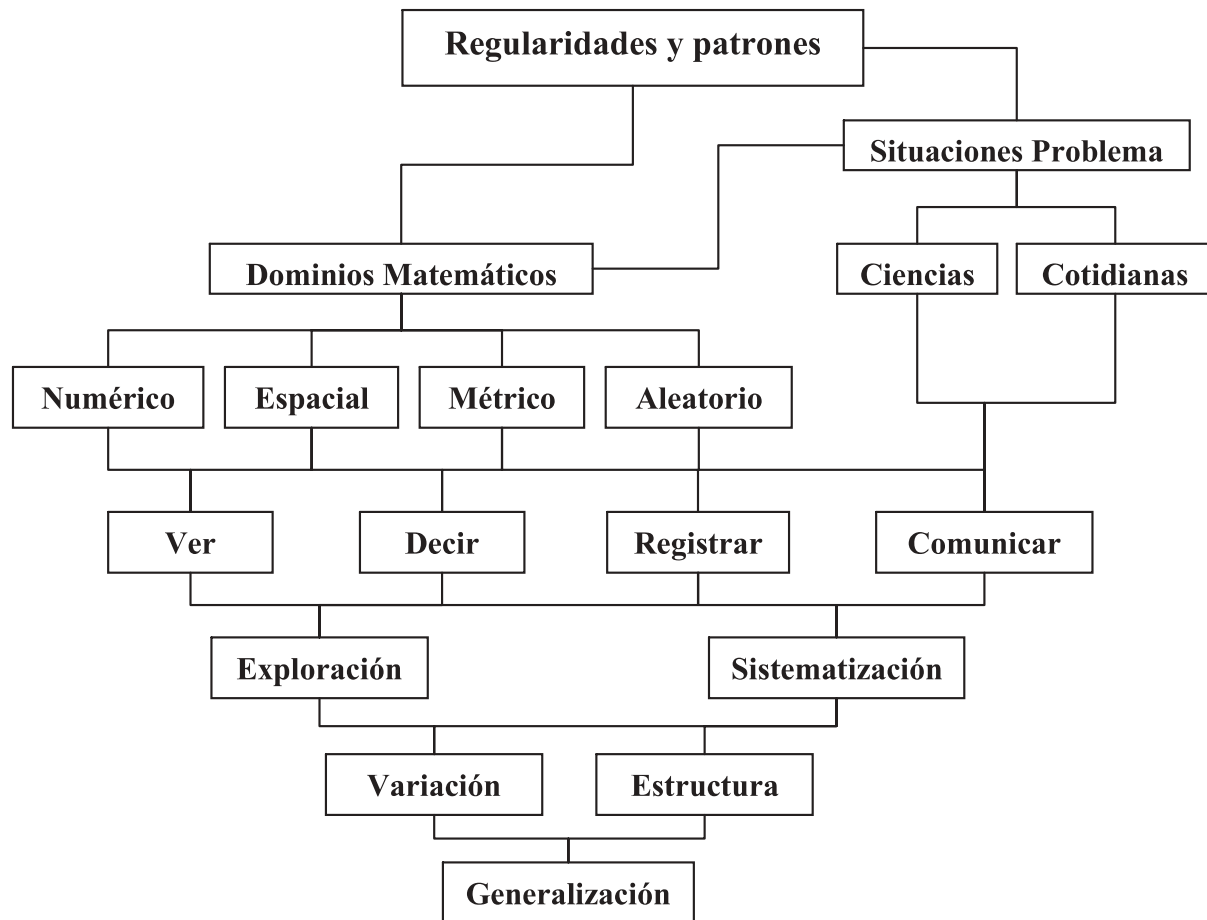 Regularidades y patrones
Situaciones Problema
Dominios Matemáticos
Ciencias
Cotidianas
Numérico
Espacial
Métrico
Aleatorio
Ver
Decir
Registrar
Comunicar
Exploración
Sistematización
Variación
Estructura
Generalización